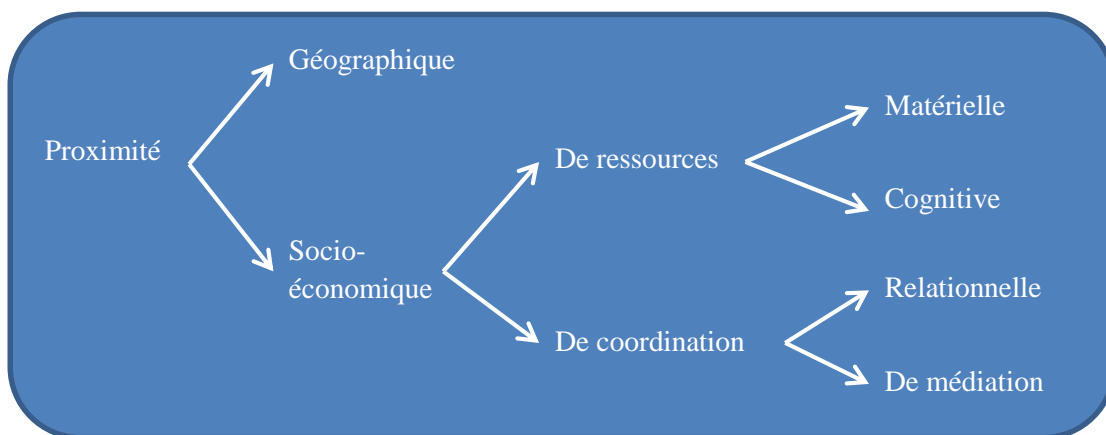 Géographique
Proximité
Socio-
économique
De ressources
De coordination
Matérielle
Cognitive
Relationnelle
De médiation